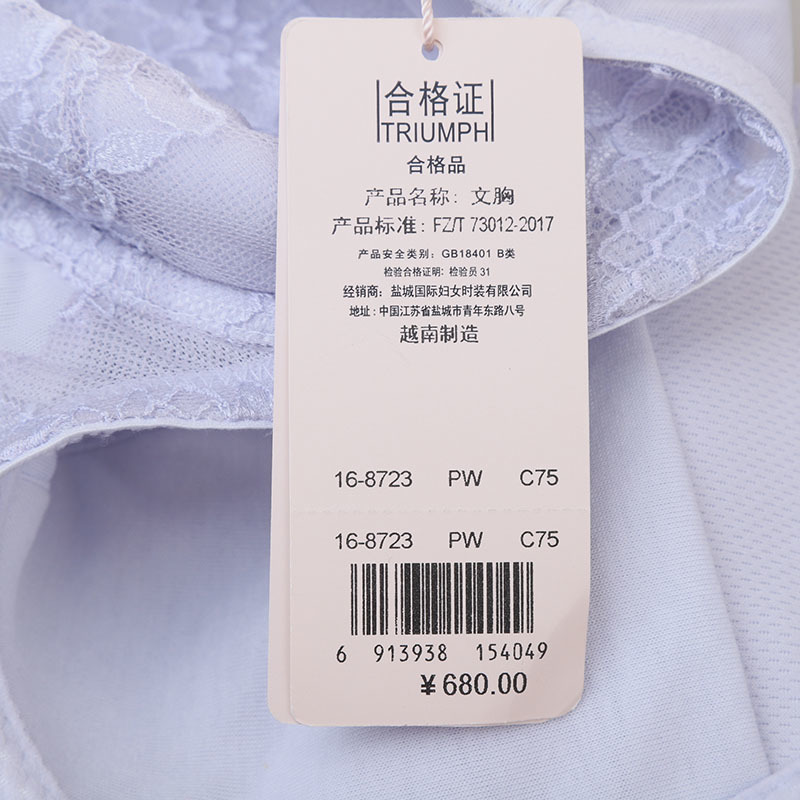 合格证
TRIUMPH
合格品
产品名称: 文胸
产品标准: FZ/T 73012-2017
产品安全类别: GB18401 B类
检验合格证明: 检验员 31
经销商: 盐城国际妇女时装有限公司
地址: 中国江苏省盐城市青年东路八号
越南制造
16-8723 PW C75
16-8723 PW C75
6 913938 154049
¥680.00